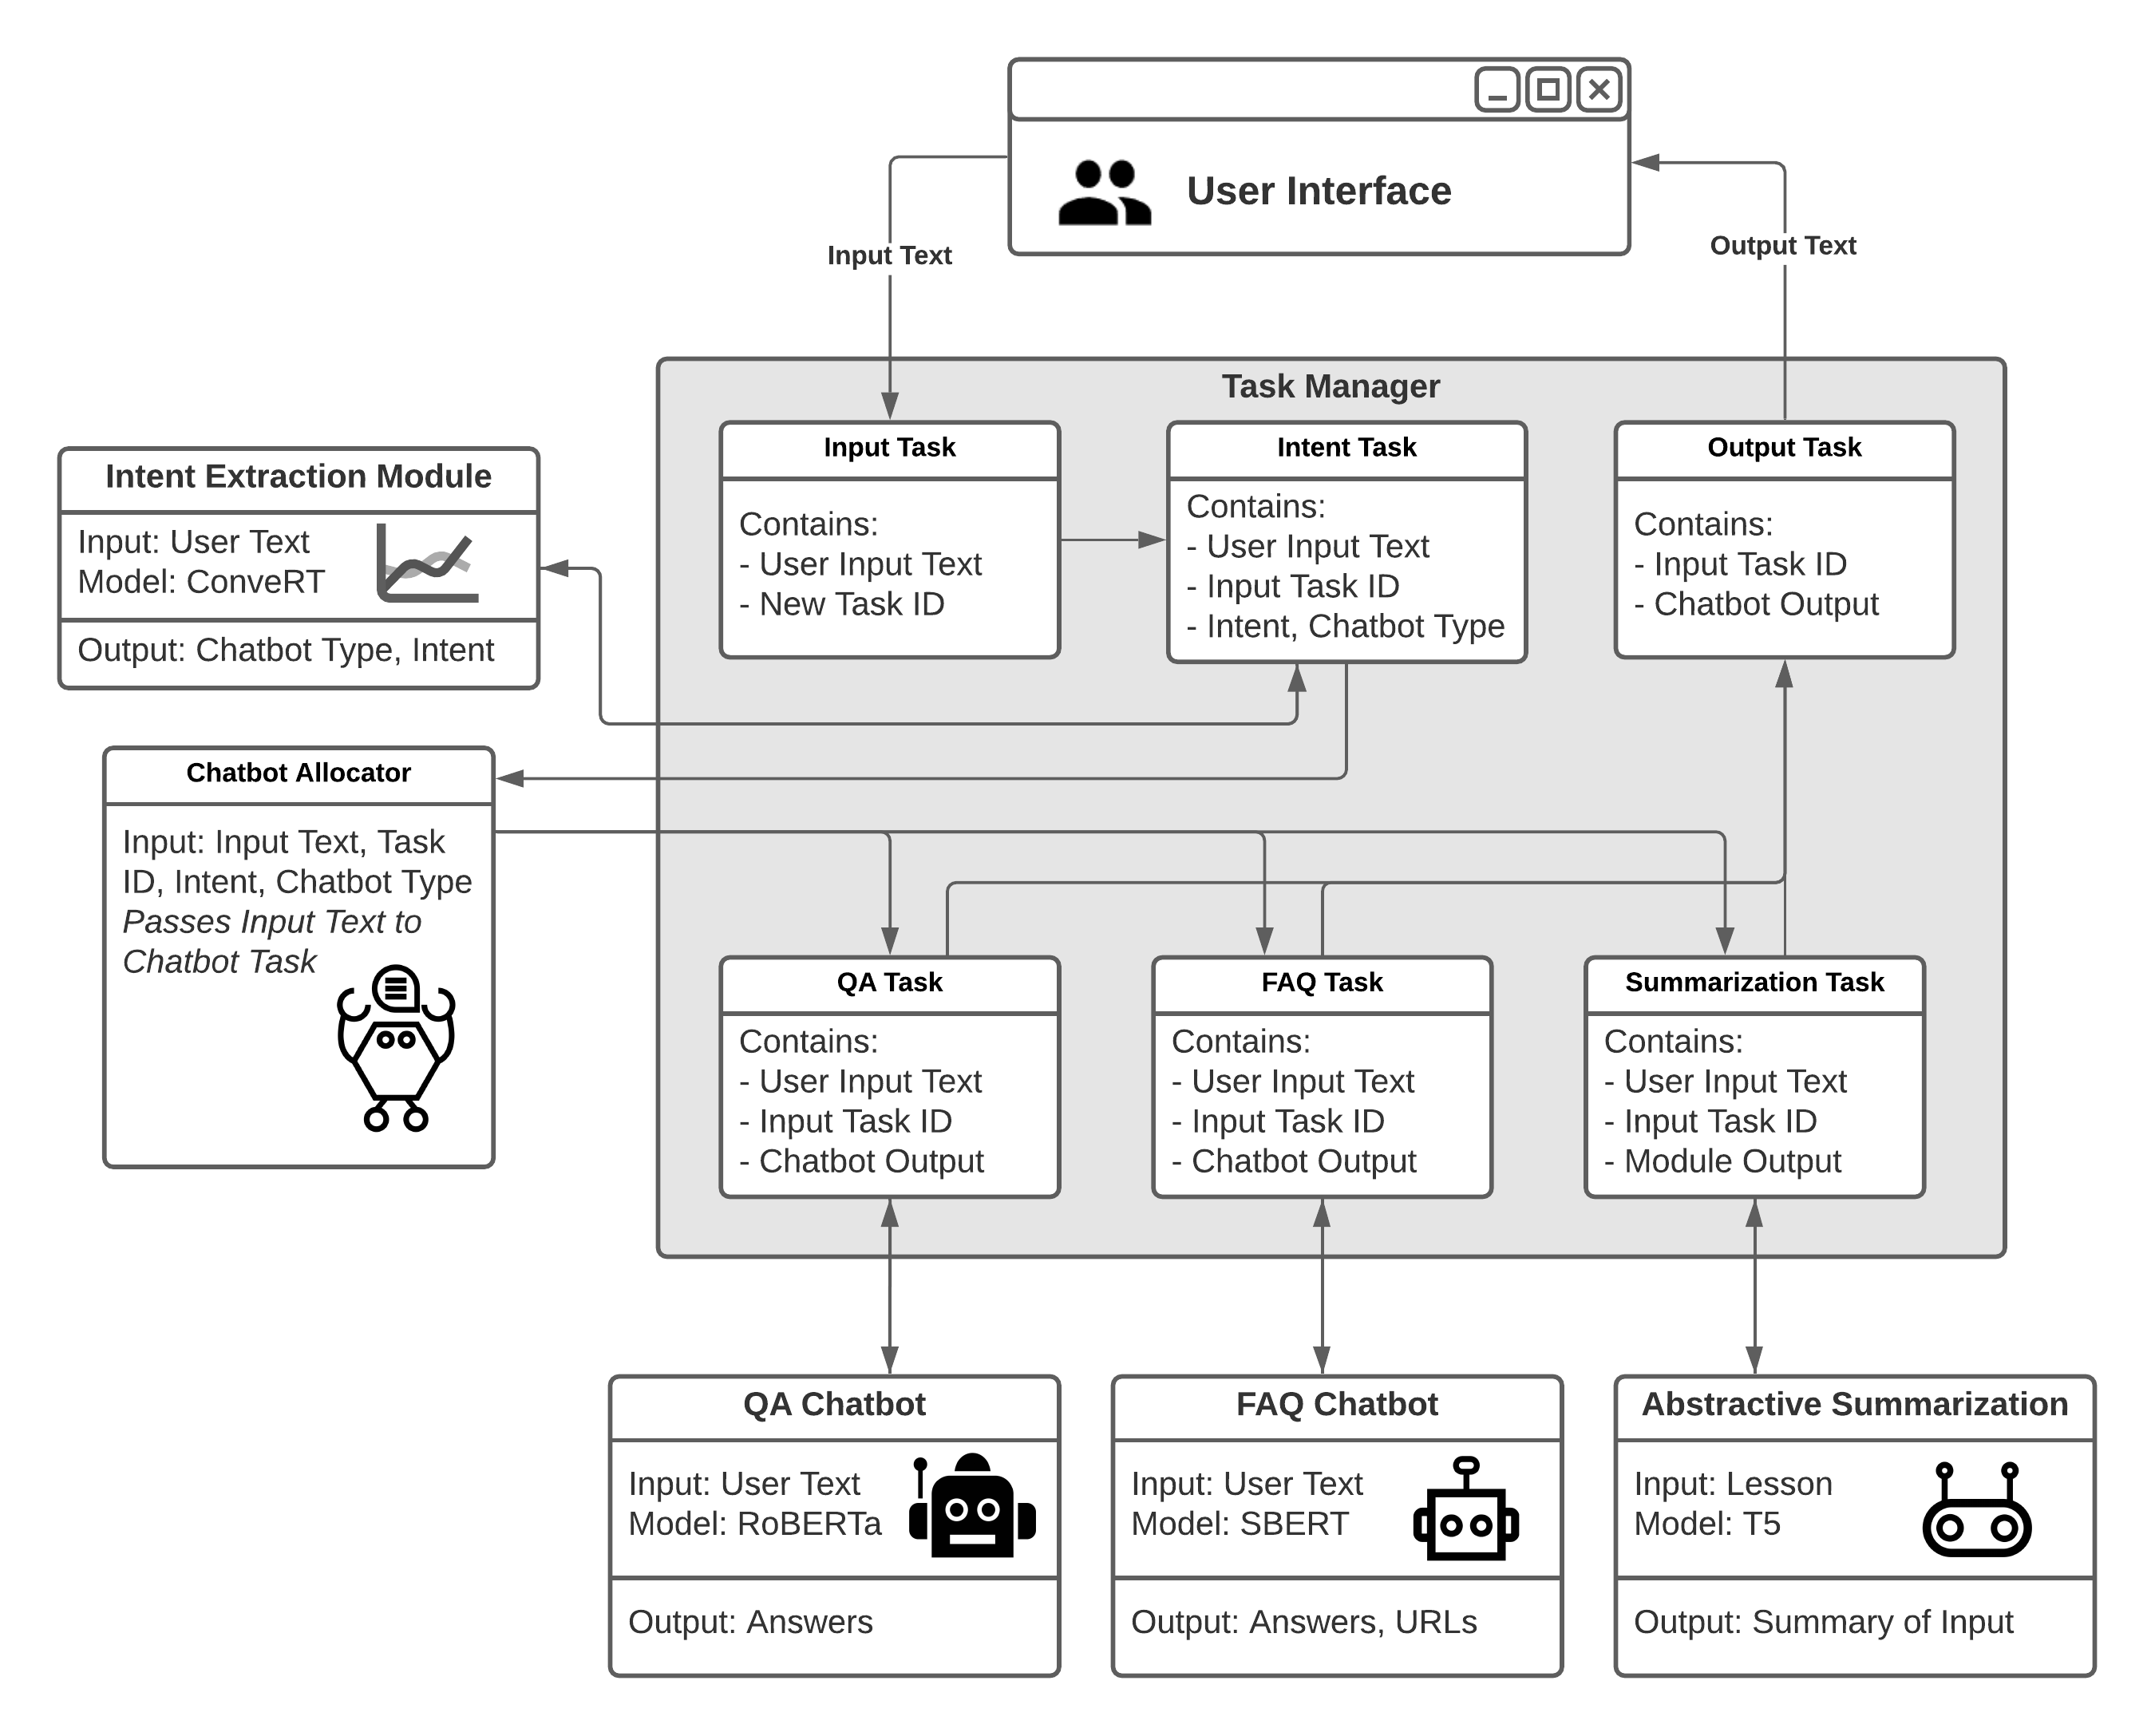 User Interface
Input Text
Output Text
Task Manager
Input Task
Contains:
- User Input Text
- New Task ID
Intent Task
Contains:
- User Input Text
- Input Task ID
- Intent, Chatbot Type
Output Task
Contains:
- Input Task ID
- Chatbot Output
Intent Extraction Module
Input: User Text
Model: ConveRT
Output: Chatbot Type, Intent
Chatbot Allocator
Input: Input Text, Task
ID, Intent, Chatbot Type
Passes Input Text to
Chatbot Task
QA Task
Contains:
- User Input Text
- Input Task ID
- Chatbot Output
FAQ Task
Contains:
- User Input Text
- Input Task ID
- Chatbot Output
Summarization Task
Contains:
- User Input Text
- Input Task ID
- Module Output
QA Chatbot
Input: User Text
Model: RoBERTa
Output: Answers
FAQ Chatbot
Input: User Text
Model: SBERT
Output: Answers, URLs
Abstractive Summarization
Input: Lesson
Model: T5
Output: Summary of Input